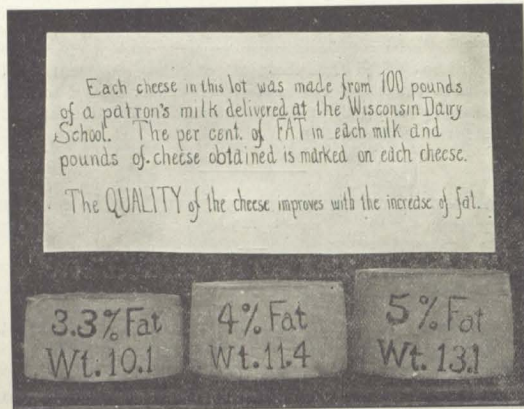 Each cheese in this lot was made from 100 pounds
of a patron's milk delivered at the Wisconsin Dairy
School. The per cent. of FAT in each milk and
pounds of cheese obtained is marked on each cheese.
The QUALITY of the cheese improves with the increase of fat.
3.3% Fat
Wt. 10.1
4% Fat
Wt. 11.4
5% Fat
Wt. 13.1